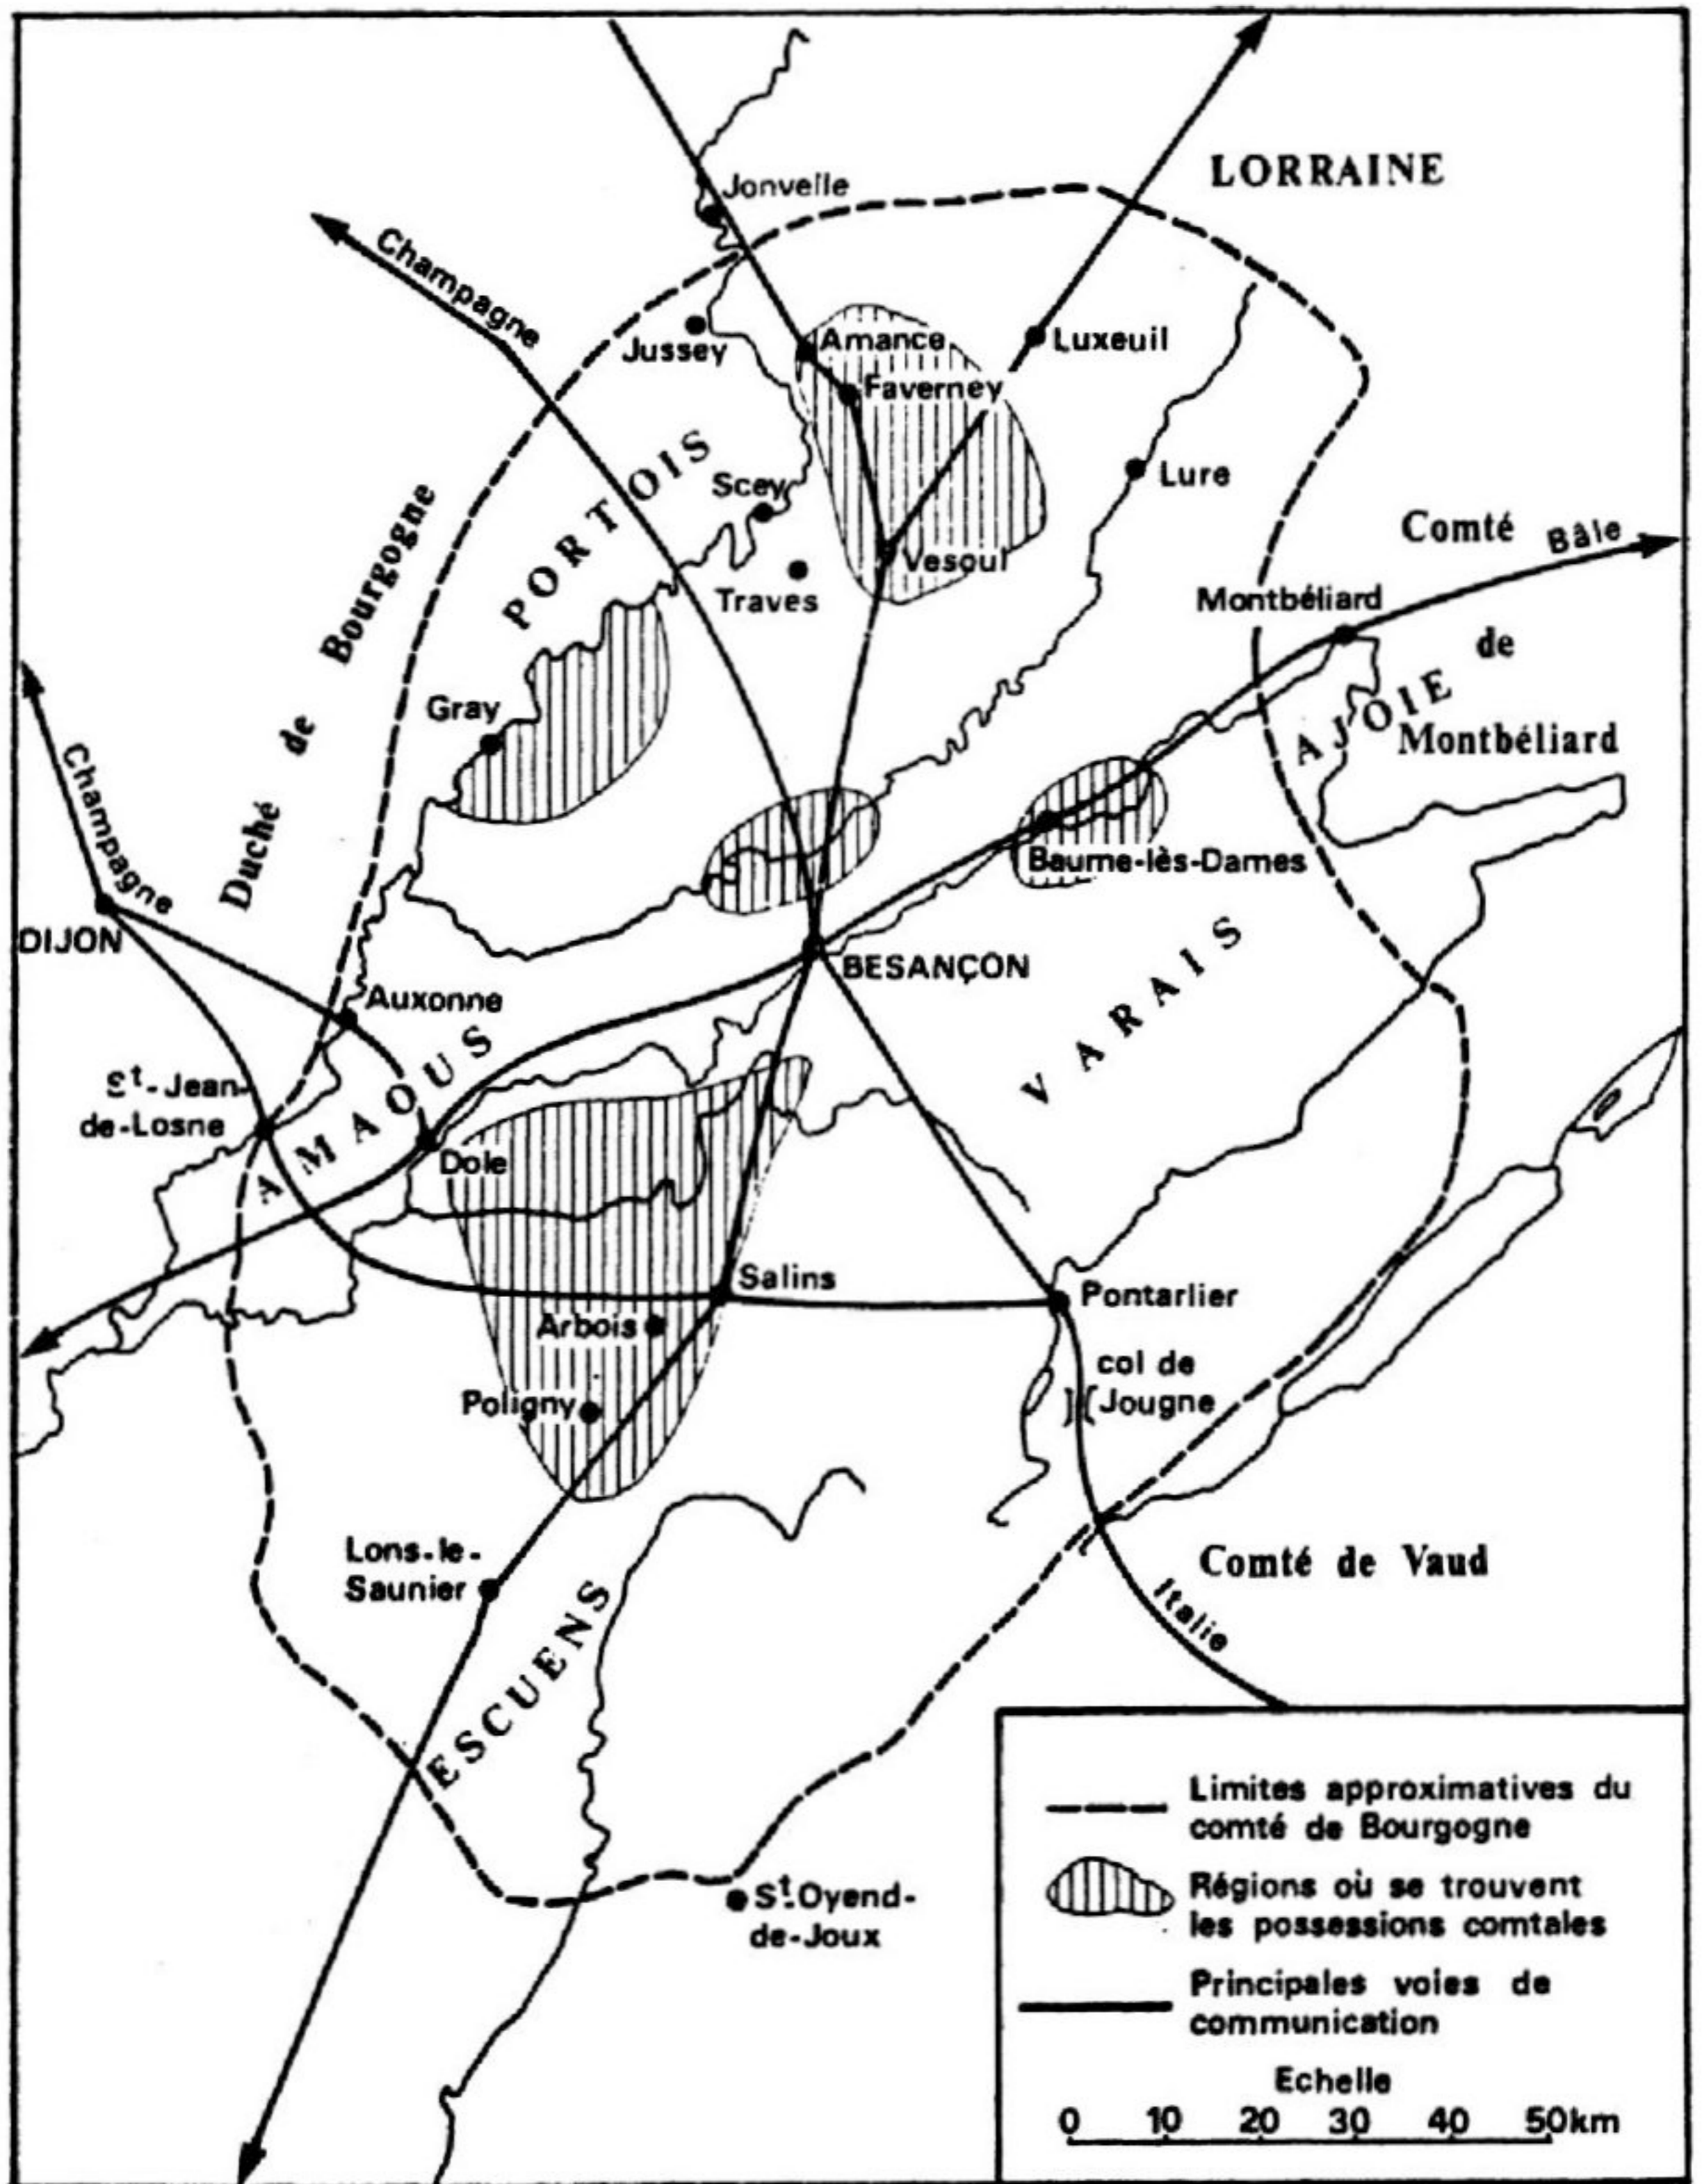 LORRAINE
Jonvelle
Champagne
Jussey
Amance
Luxeuil
Faverney
PORTOIS
Scey
Lure
Duché de Bourgogne
Comté
Bâle
Vesoul
Traves
Montbéliard
de
AJOIE
Montbéliard
Gray
Champagne
Baume-lès-Dames
DIJON
BESANÇON
VARAIS
Auxonne
AMAOUS
St-Jean-
de-Losne
Dole
Salins
Pontarlier
Arbois
col de
Jougne
Poligny
Lons-le-
Saunier
Comté de Vaud
Italie
ESCUENS
St.Oyend-
de-Joux
Limites approximatives du
comté de Bourgogne
Régions où se trouvent
les possessions comtales
Principales voies de
communication
Echelle
0 10 20 30 40 50km